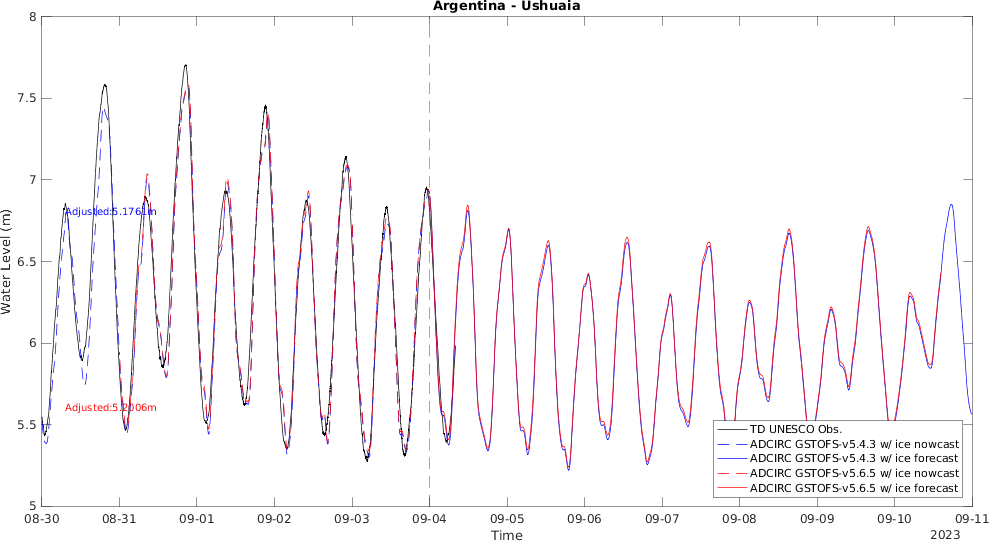 Argentina - Ushuaia
8
7.5
7
6.5
6
5.5
5
Water Level (m)
Adjusted:5.1761m
Adjusted:5.2006m
TD UNESCO Obs.
ADCIRC GSTOFS-v5.4.3 w/ ice nowcast
ADCIRC GSTOFS-v5.4.3 w/ ice forecast
ADCIRC GSTOFS-v5.6.5 w/ ice nowcast
ADCIRC GSTOFS-v5.6.5 w/ ice forecast
08-30 08-31 09-01 09-02 09-03 09-04 09-05 09-06 09-07 09-08 09-09 09-10 09-11
Time
2023